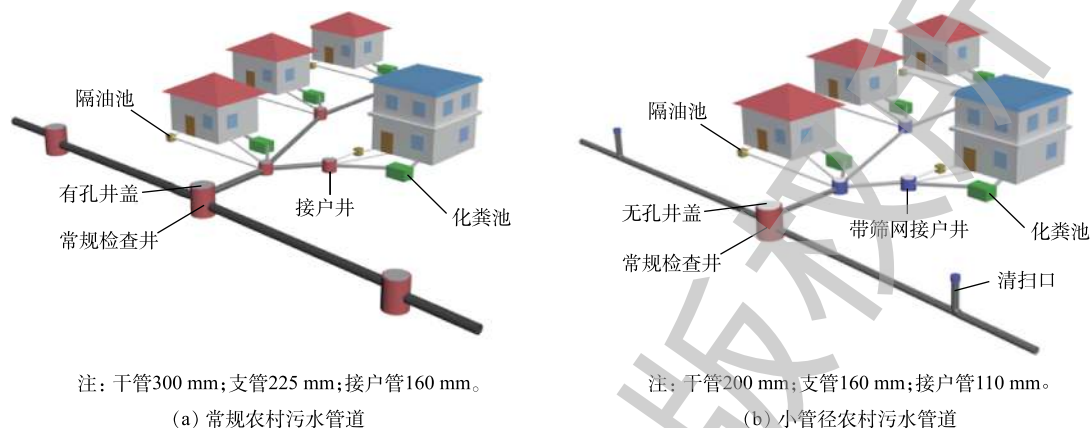 隔油池
有孔井盖
常规检查井
接户井
化粪池
注:干管300 mm;支管225 mm;接户管160 mm。
(a) 常规农村污水管道
隔油池
无孔井盖
常规检查井
带筛网接户井
化粪池
清扫口
注:干管200 mm;支管160 mm;接户管110 mm。
(b) 小管径农村污水管道
版权所